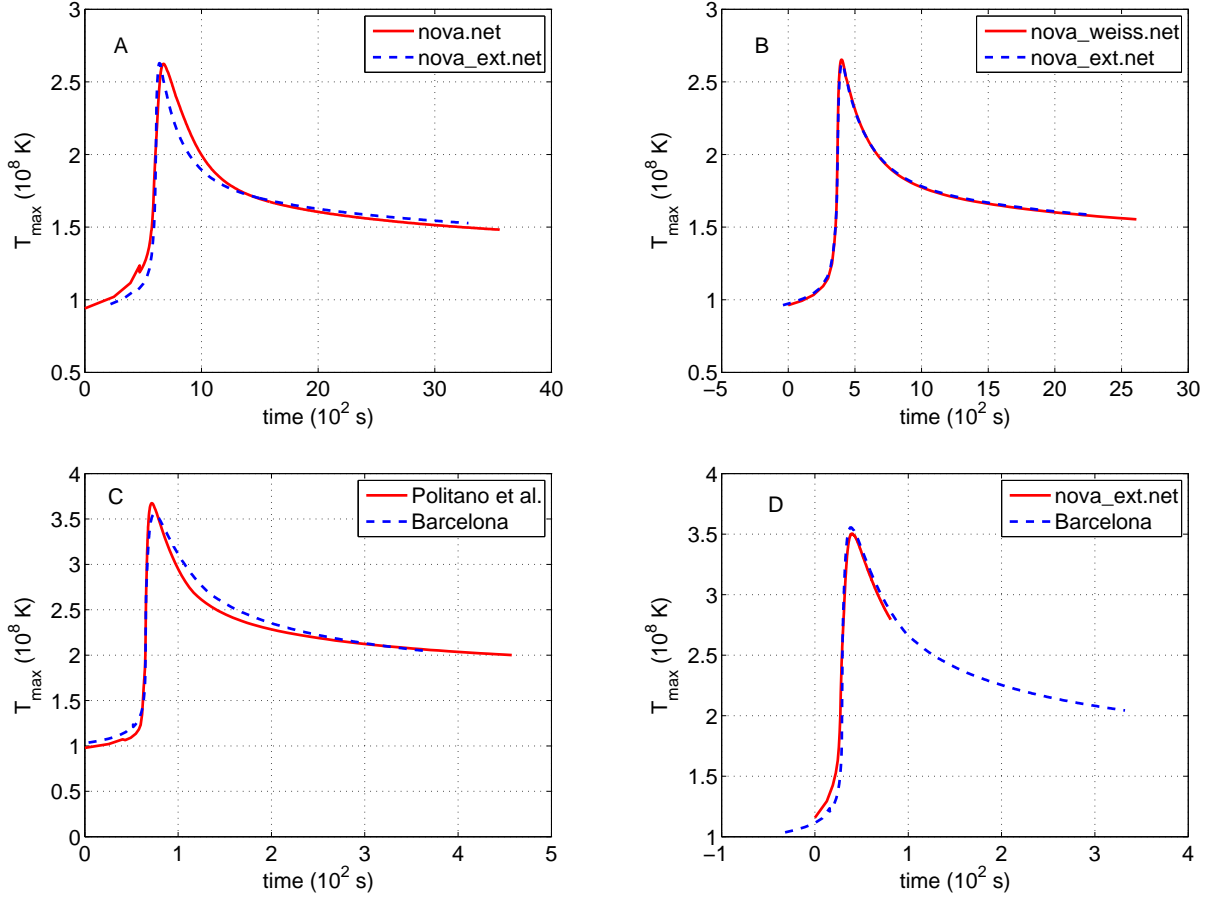 A
nova.net
nova_ext.net
3
2.5
2
1.5
1
0.5
T_max (10^8 K)
0 10 20 30 40
time (10^2 s)
B
nova_weiss.net
nova_ext.net
3
2.5
2
1.5
1
0.5
T_max (10^8 K)
−5 0 5 10 15 20 25 30
time (10^2 s)
C
Politano et al.
Barcelona
4
3.5
3
2.5
2
1.5
1
0.5
0
T_max (10^8 K)
0 1 2 3 4 5
time (10^2 s)
D
nova_ext.net
Barcelona
4
3.5
3
2.5
2
1.5
1
T_max (10^8 K)
−1 0 1 2 3 4
time (10^2 s)